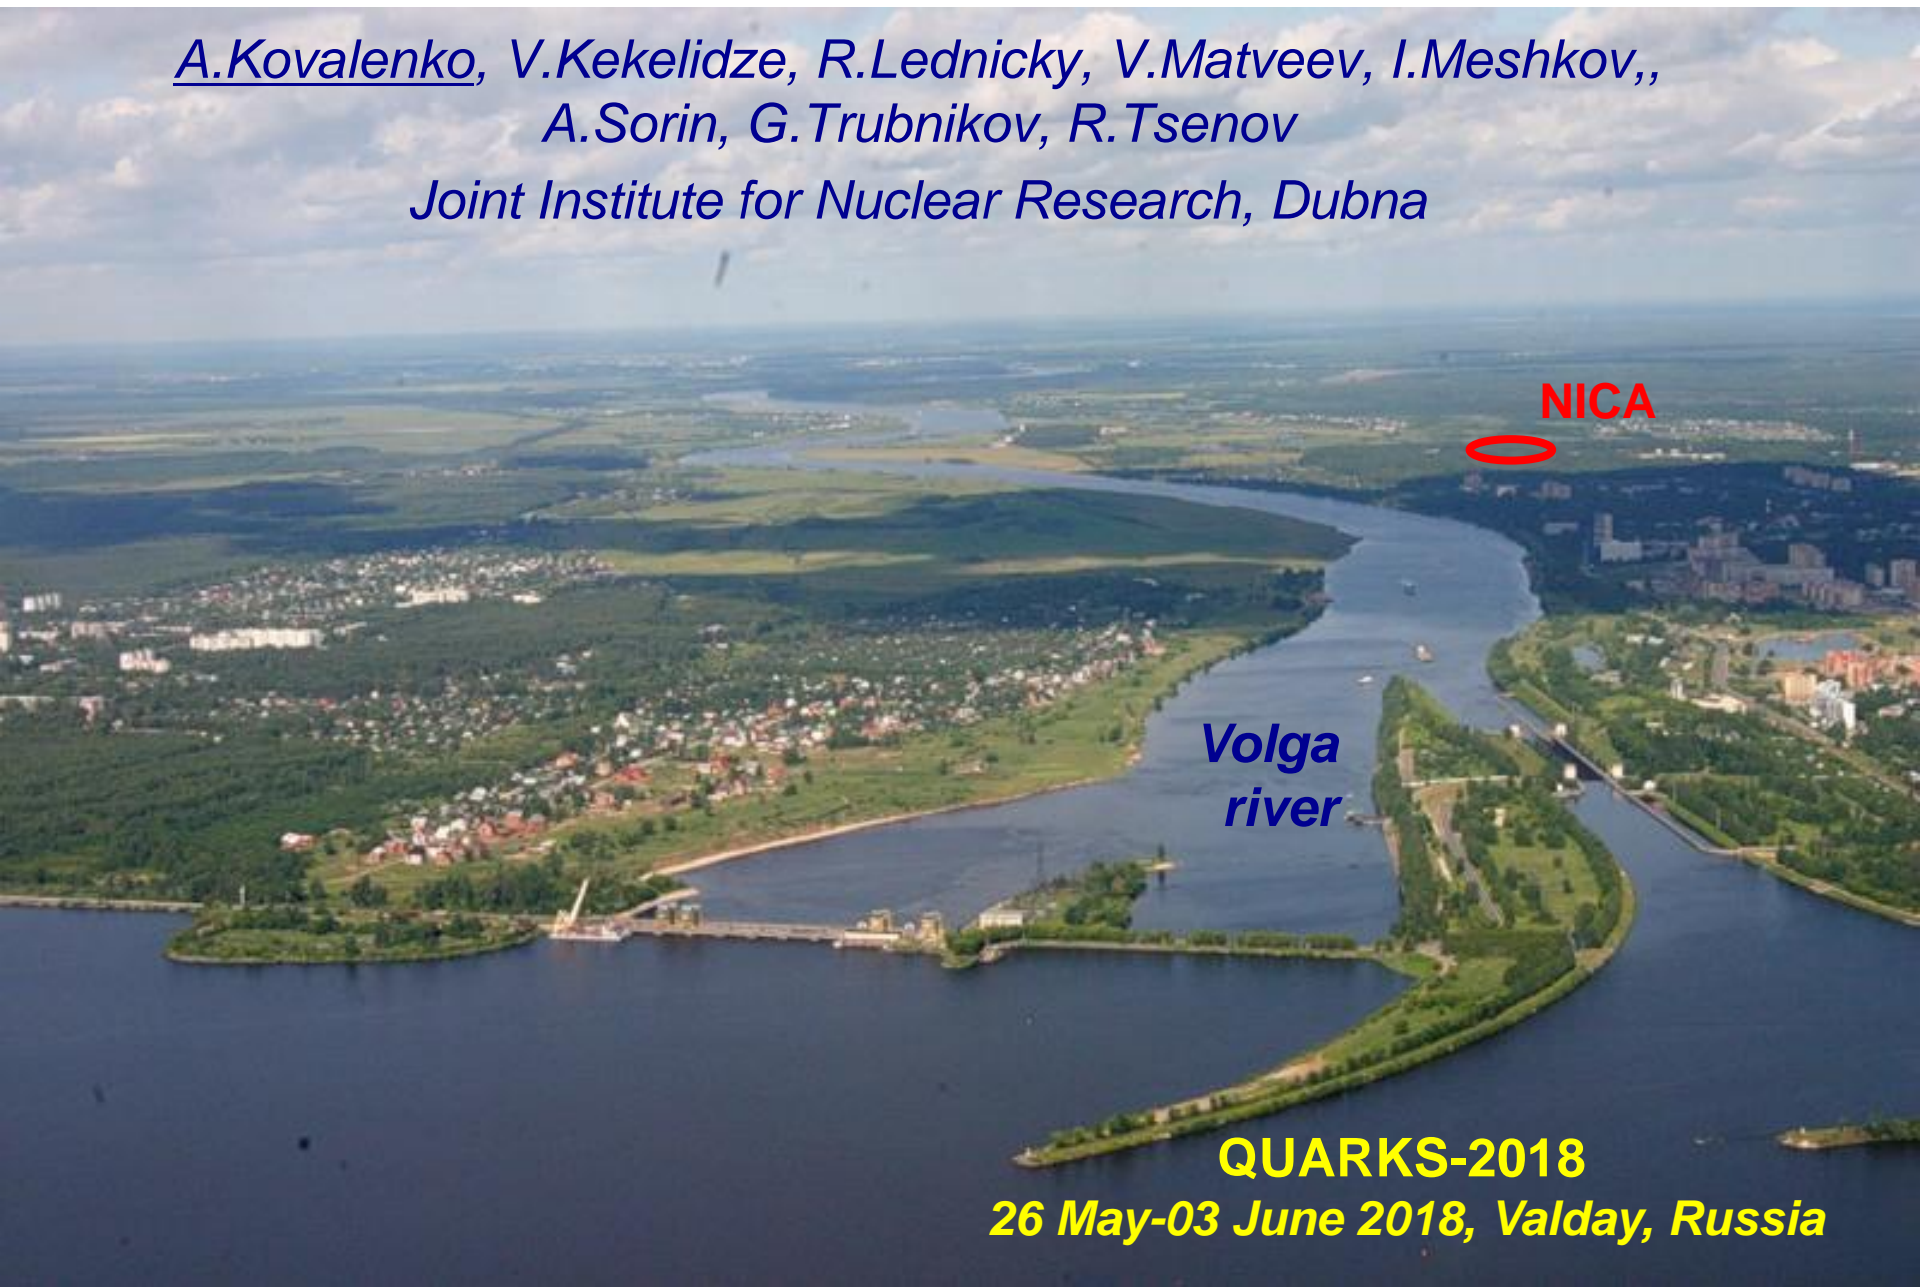 A.Kovalenko, V.Kekelidze, R.Lednicky, V.Matveev, I.Meshkov,,
A.Sorin, G.Trubnikov, R.Tsenov
Joint Institute for Nuclear Research, Dubna
NICA
Volga
river
QUARKS-2018
26 May-03 June 2018, Valday, Russia